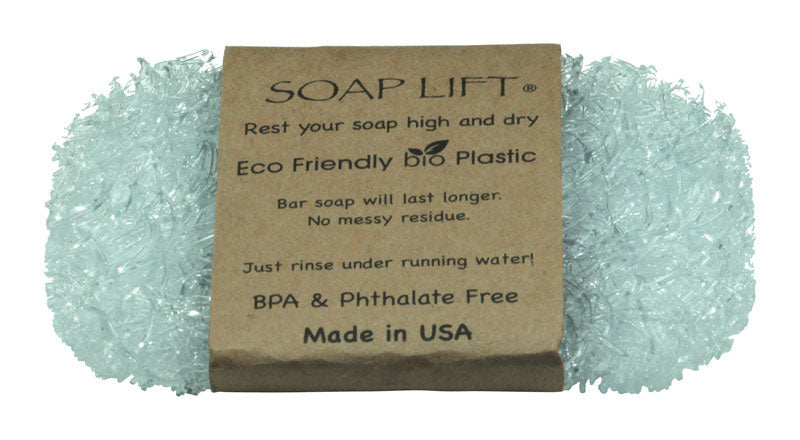 SOAP LIFT®
Rest your soap high and dry
Eco Friendly bio Plastic
Bar soap will last longer.
No messy residue.
Just rinse under running water!
BPA & Phthalate Free
Made in USA